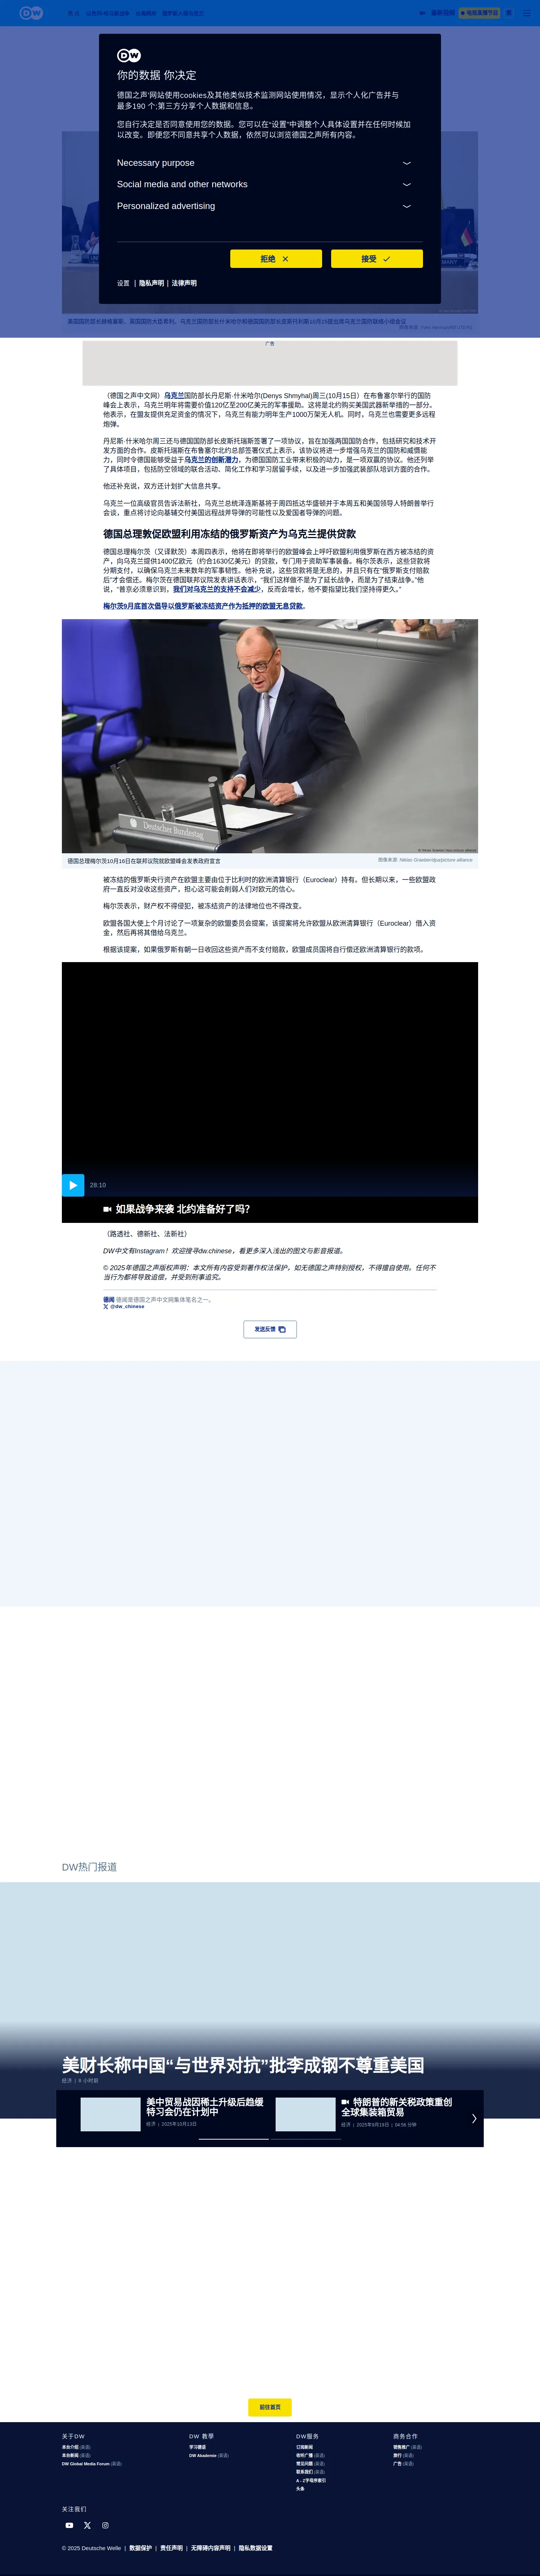 DW
最新视频
DW
你的数据 你决定
德国之声'网站使用cookies及其他类似技术监测网站使用情况，显示个人化广告并与
最多190 个;第三方分享个人数据和信息。
您自行决定是否同意使用您的数据。您可以在“设置”中调整个人具体设置并在任何时候加
以改变。即便您不同意共享个人数据，依然可以浏览德国之声所有内容。
Necessary purpose
Social media and other networks
Personalized advertising
拒绝
接受
设置 | 隐私声明 | 法律声明
广告
（德国之声中文网）乌克兰国防部长丹尼斯·什米哈尔(Denys Shmyhal)周三(10月15日）在布鲁塞尔举行的国防
峰会上表示，乌克兰明年将需要价值120亿至200亿美元的军事援助。这将是北约购买美国武器新举措的一部分。
他表示，在盟友提供充足资金的情况下，乌克兰有能力明年生产1000万架无人机。同时，乌克兰也需要更多远程
炮弹。
丹尼斯·什米哈尔周三还与德国国防部长皮斯托瑞斯签署了一项协议，旨在加强两国国防合作，包括研究和技术开
发方面的合作。皮斯托瑞斯在布鲁塞尔北约总部签署仪式上表示，该协议将进一步增强乌克兰的国防和威慑能
力，同时令德国能够受益于乌克兰的创新潜力，为德国国防工业带来积极的动力，是一项双赢的协议。他还列举
了具体项目，包括防空领域的联合活动、简化工作和学习居留手续，以及进一步加强武装部队培训方面的合作。
他还补充说，双方还计划扩大信息共享。
乌克兰一位高级官员告诉法新社，乌克兰总统泽连斯基将于周四抵达华盛顿并于本周五和美国领导人特朗普举行
会谈，重点将讨论向基辅交付美国远程战斧导弹的可能性以及爱国者导弹的问题。
德国总理敦促欧盟利用冻结的俄罗斯资产为乌克兰提供贷款
德国总理梅尔茨（又译默茨）本周四表示，他将在即将举行的欧盟峰会上呼吁欧盟利用俄罗斯在西方被冻结的资
产，向乌克兰提供1400亿欧元（约合1630亿美元）的贷款，专门用于资助军事装备。梅尔茨表示，这些贷款将
分期支付，以确保乌克兰未来数年的军事韧性。他补充说，这些贷款将是无息的，并且只有在“俄罗斯支付赔款
后”才会偿还。梅尔茨在德国联邦议院发表讲话表示，“我们这样做不是为了延长战争，而是为了结束战争。”他
说，“普京必须意识到，我们对乌克兰的支持不会减少，反而会增长，他不要指望比我们坚持得更久。”
梅尔茨9月底首次倡导以俄罗斯被冻结资产作为抵押的欧盟无息贷款。
Deutscher Bundestag
德国总理梅尔茨10月16日在联邦议院就欧盟峰会发表政府宣言
图像来源: Niklas Graeber/dpa/picture alliance
被冻结的俄罗斯央行资产在欧盟主要由位于比利时的欧洲清算银行（Euroclear）持有。但长期以来，一些欧盟政
府一直反对没收这些资产，担心这可能会削弱人们对欧元的信心。
梅尔茨表示，财产权不得侵犯，被冻结资产的法律地位也不得改变。
欧盟各国大使上个月讨论了一项复杂的欧盟委员会提案，该提案将允许欧盟从欧洲清算银行（Euroclear）借入资
金，然后再将其借给乌克兰。
根据该提案，如果俄罗斯有朝一日收回这些资产而不支付赔款，欧盟成员国将自行偿还欧洲清算银行的款项。
28:10
如果战争来袭 北约准备好了吗？
（路透社、德新社、法新社）
DW中文有Instagram！欢迎搜寻dw.chinese，看更多深入浅出的图文与影音报道。
© 2025年德国之声版权声明：本文所有内容受到著作权法保护，如无德国之声特别授权，不得擅自使用。任何不
当行为都将导致追偿，并受到刑事追究。
德闻 德闻是德国之声中文网集体笔名之一。
@dw_chinese
发送反馈
DW热门报道
美财长称中国“与世界对抗”批李成钢不尊重美国
经济 | 8 小时前
美中贸易战因稀土升级后趋缓
特习会仍在计划中
经济 | 2025年10月13日
特朗普的新关税政策重创
全球集装箱贸易
经济 | 2025年9月19日 | 04:56 分钟
前往首页
关于DW
本台介绍 (英语)
本台新闻 (英语)
DW Global Media Forum (英语)
DW 教學
学习德语
DW Akademie (英语)
DW服务
订阅新闻
收听广播 (英语)
联系我们 (英语)
常见问题 (英语)
A - Z字母序索引
头条
商务合作
销售推广 (英语)
旅行 (英语)
广告 (英语)
关注我们
© 2025 Deutsche Welle | 数据保护 | 责任声明 | 无障碍内容声明 | 隐私数据设置